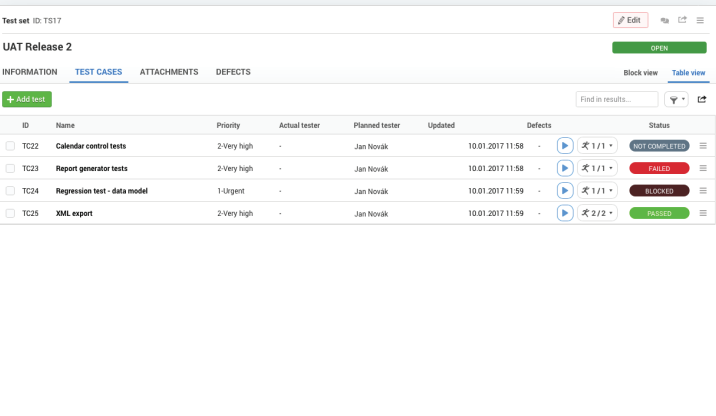 Test set ID: TS17
Edit
UAT Release 2
OPEN
INFORMATION TEST CASES ATTACHMENTS DEFECTS
Block view Table view
+ Add test
Find in results...
ID Name Priority Actual tester Planned tester Updated Defects Status
TC22 Calendar control tests 2-Very high - Jan Novák 10.01.2017 11:58 - 1 / 1 NOT COMPLETED
TC23 Report generator tests 2-Very high - Jan Novák 10.01.2017 11:58 - 1 / 1 FAILED
TC24 Regression test - data model 1-Urgent - Jan Novák 10.01.2017 11:59 - 1 / 1 BLOCKED
TC25 XML export 2-Very high - Jan Novák 10.01.2017 11:59 - 2 / 2 PASSED